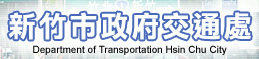 新竹市政府交通處
Department of Transportation Hsin Chu City